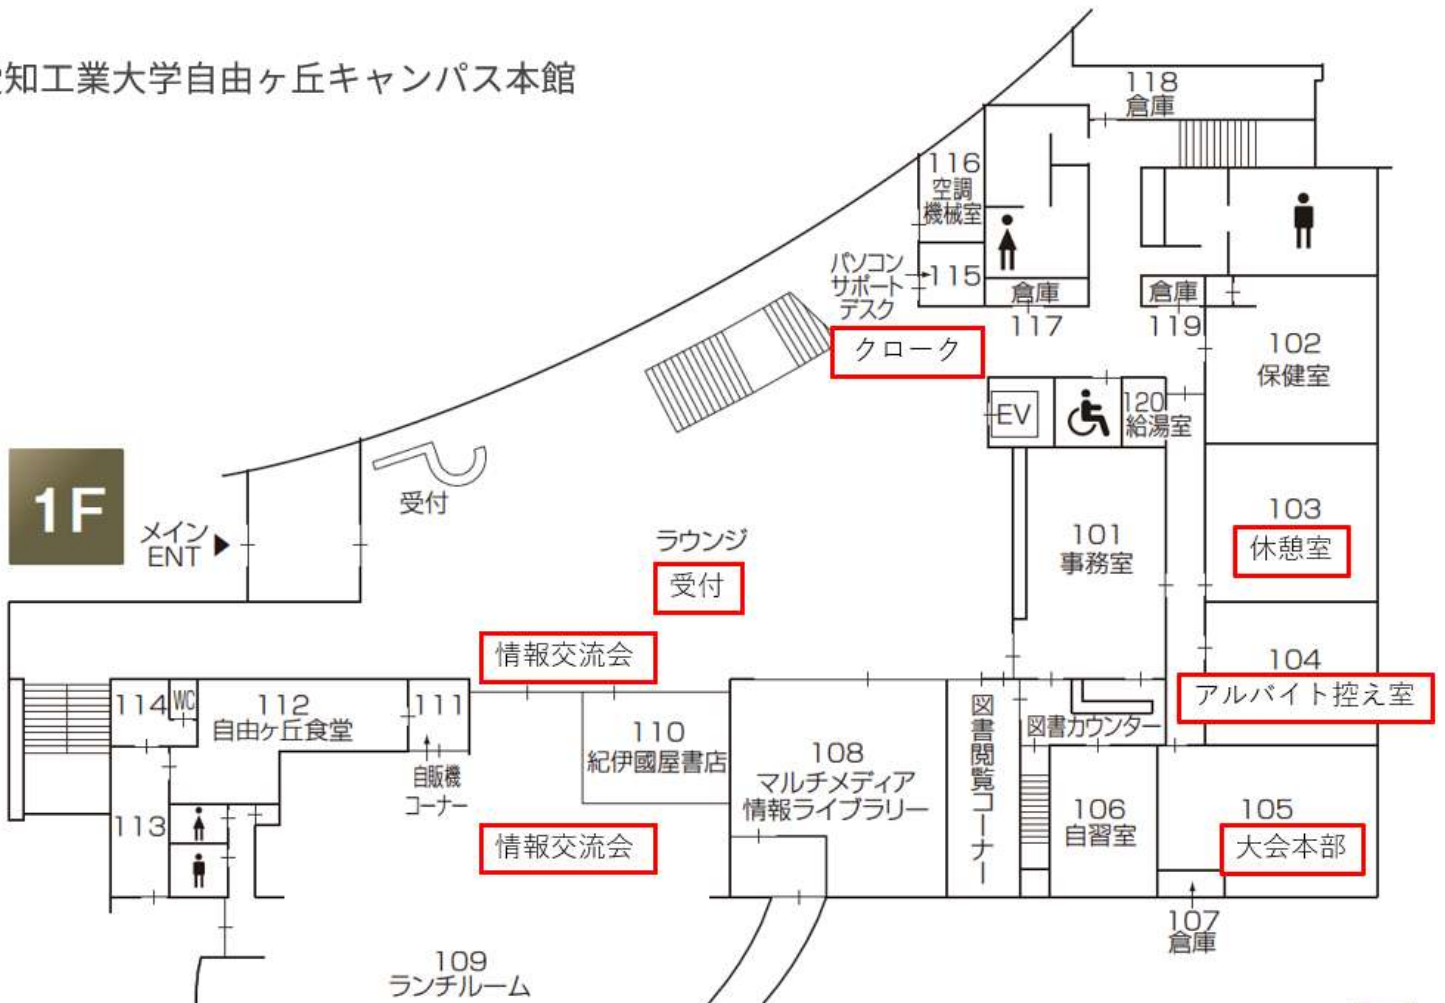 知工業大学自由ヶ丘キャンパス本館
118
倉庫
116
空調
機械室
パソコン
サポート
デスク
115
倉庫
117
倉庫
119
クローク
102
保健室
EV
120
給湯室
1F
メイン
ENT
受付
ラウンジ
受付
101
事務室
103
休憩室
情報交流会
104
アルバイト控え室
114
WC
112
自由ヶ丘食堂
111
自販機
コーナー
110
紀伊國屋書店
108
マルチメディア
情報ライブラリー
図書閲覧コーナー
図書カウンター
113
情報交流会
106
自習室
105
大会本部
107
倉庫
109
ランチルーム